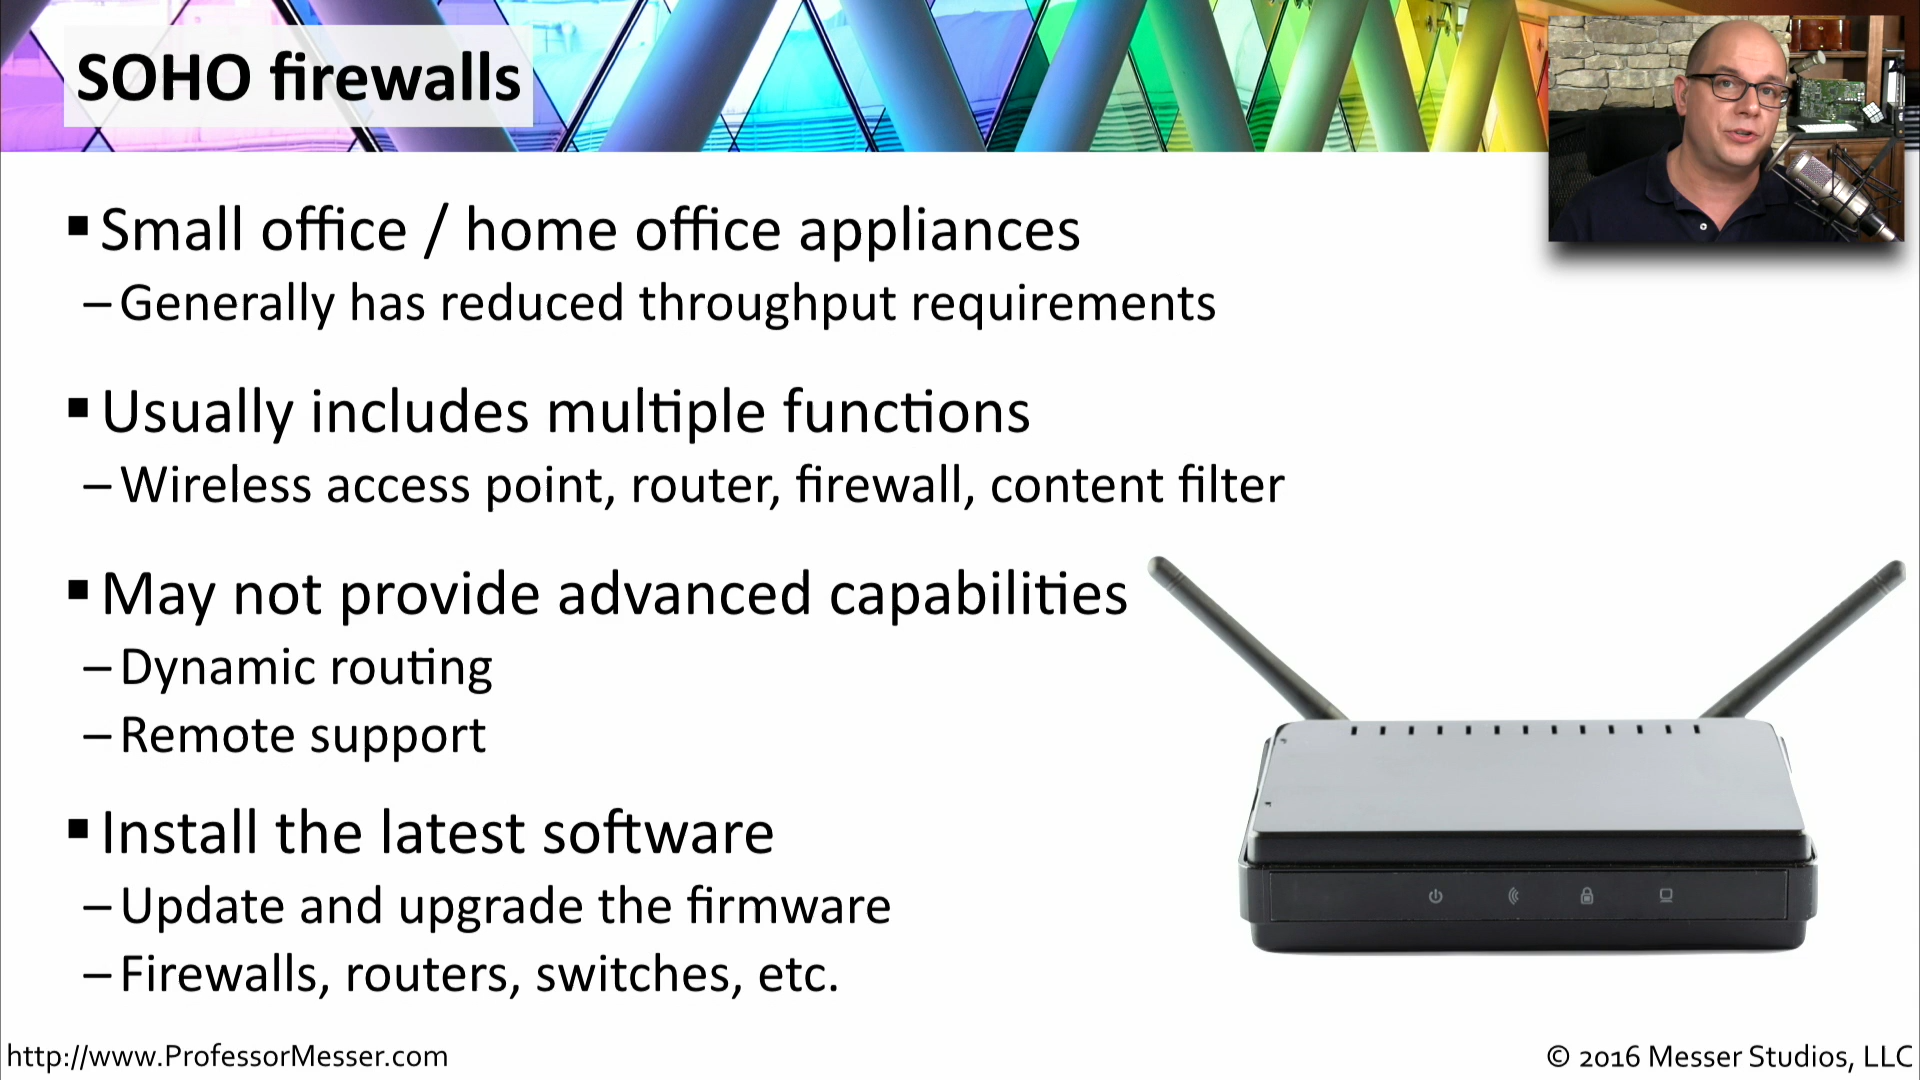 SOHO firewalls
▪ Small office / home office appliances
– Generally has reduced throughput requirements
▪ Usually includes multiple functions
– Wireless access point, router, firewall, content filter
▪ May not provide advanced capabilities
– Dynamic routing
– Remote support
▪ Install the latest software
– Update and upgrade the firmware
– Firewalls, routers, switches, etc.
http://www.ProfessorMesser.com
© 2016 Messer Studios, LLC